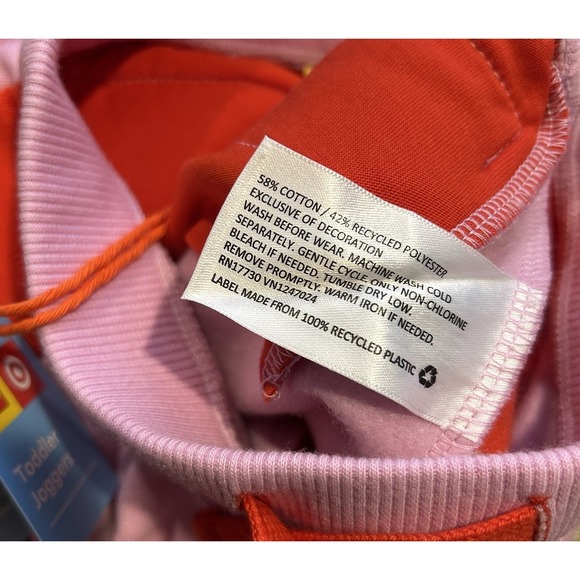 58% COTTON / 42% RECYCLED POLYESTER
EXCLUSIVE OF DECORATION
WASH BEFORE WEAR. MACHINE WASH COLD
SEPARATELY. GENTLE CYCLE. ONLY NON-CHLORINE
BLEACH IF NEEDED. TUMBLE DRY LOW.
REMOVE PROMPTLY. WARM IRON IF NEEDED.
RN17730 VN1247024
LABEL MADE FROM 100% RECYCLED PLASTIC
Toddler
Joggers